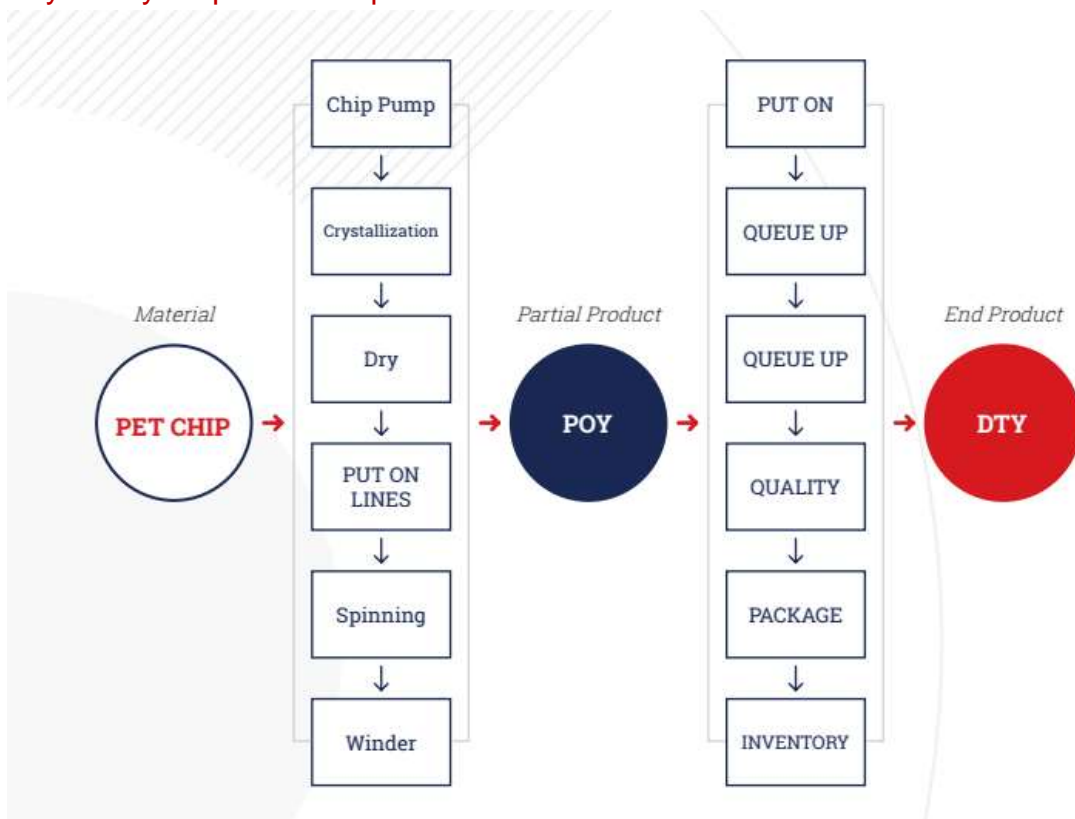 Material
PET CHIP
Chip Pump
Crystallization
Dry
PUT ON
LINES
Spinning
Winder
Partial Product
POY
PUT ON
QUEUE UP
QUEUE UP
QUALITY
PACKAGE
INVENTORY
End Product
DTY